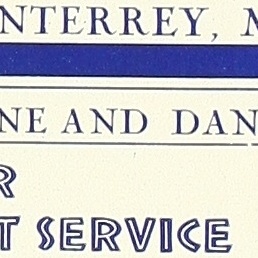 NTERREY, M
NE AND DAN
R
T SERVICE